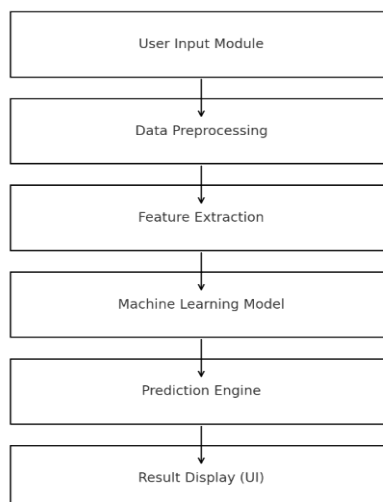 User Input Module
Data Preprocessing
Feature Extraction
Machine Learning Model
Prediction Engine
Result Display (UI)